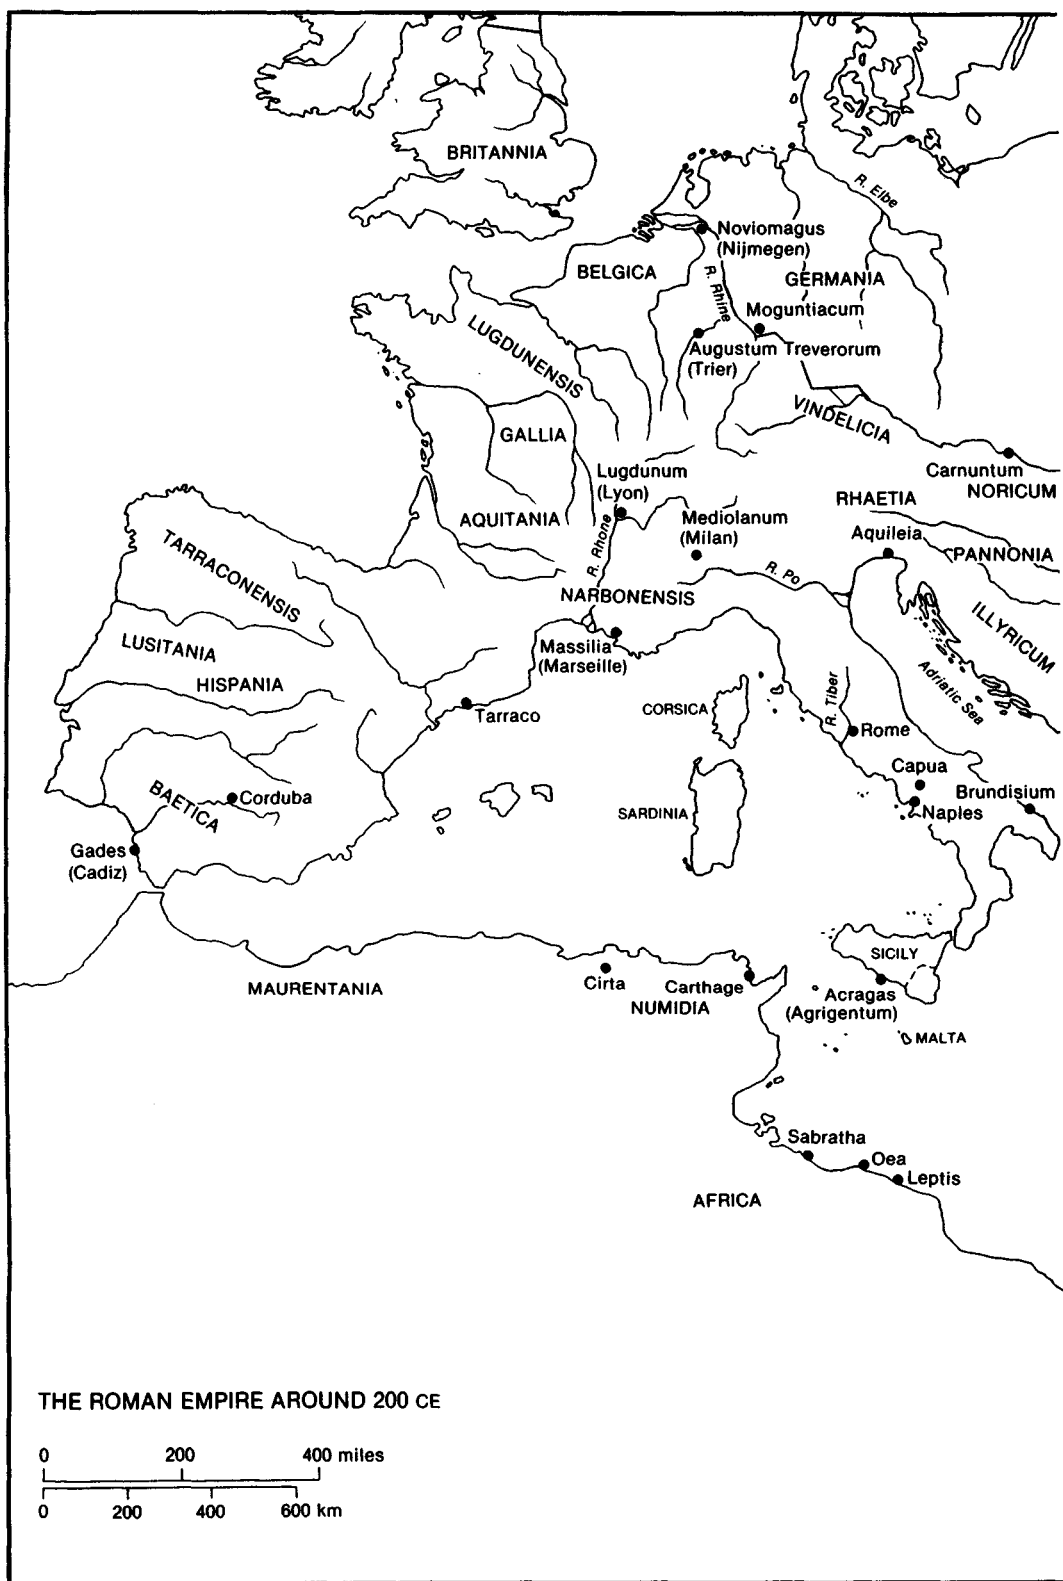 BRITANNIA
R. Elbe
Noviomagus
(Nijmegen)
BELGICA
R. Rhine
GERMANIA
Moguntiacum
LUGDUNENSIS
Augustum Treverorum
(Trier)
VINDELICIA
GALLIA
Lugdunum
(Lyon)
Carnuntum
NORICUM
RHAETIA
AQUITANIA
Mediolanum
(Milan)
Aquileia
R. Rhone
TARRACONENSIS
PANNONIA
R. Po
NARBONENSIS
ILLYRICUM
LUSITANIA
Massilia
(Marseille)
HISPANIA
Adriatic Sea
CORSICA
R. Tiber
Tarraco
Rome
Capua
BAETICA
Corduba
Brundisium
SARDINIA
Naples
Gades
(Cadiz)
SICILY
MAURENTANIA
Cirta
Carthage
NUMIDIA
Acragas
(Agrigentum)
MALTA
Sabratha
Oea
Leptis
AFRICA
THE ROMAN EMPIRE AROUND 200 CE
0 200 400 miles
0 200 400 600 km